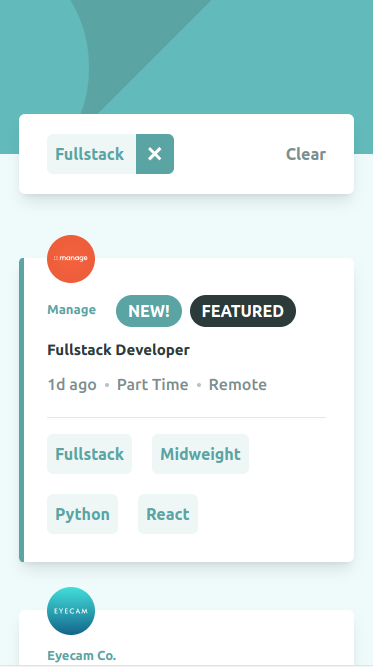 Fullstack ✕ Clear
manage
Manage NEW! FEATURED
Fullstack Developer
1d ago • Part Time • Remote
Fullstack Midweight
Python React
EYECAM
Eyecam Co.